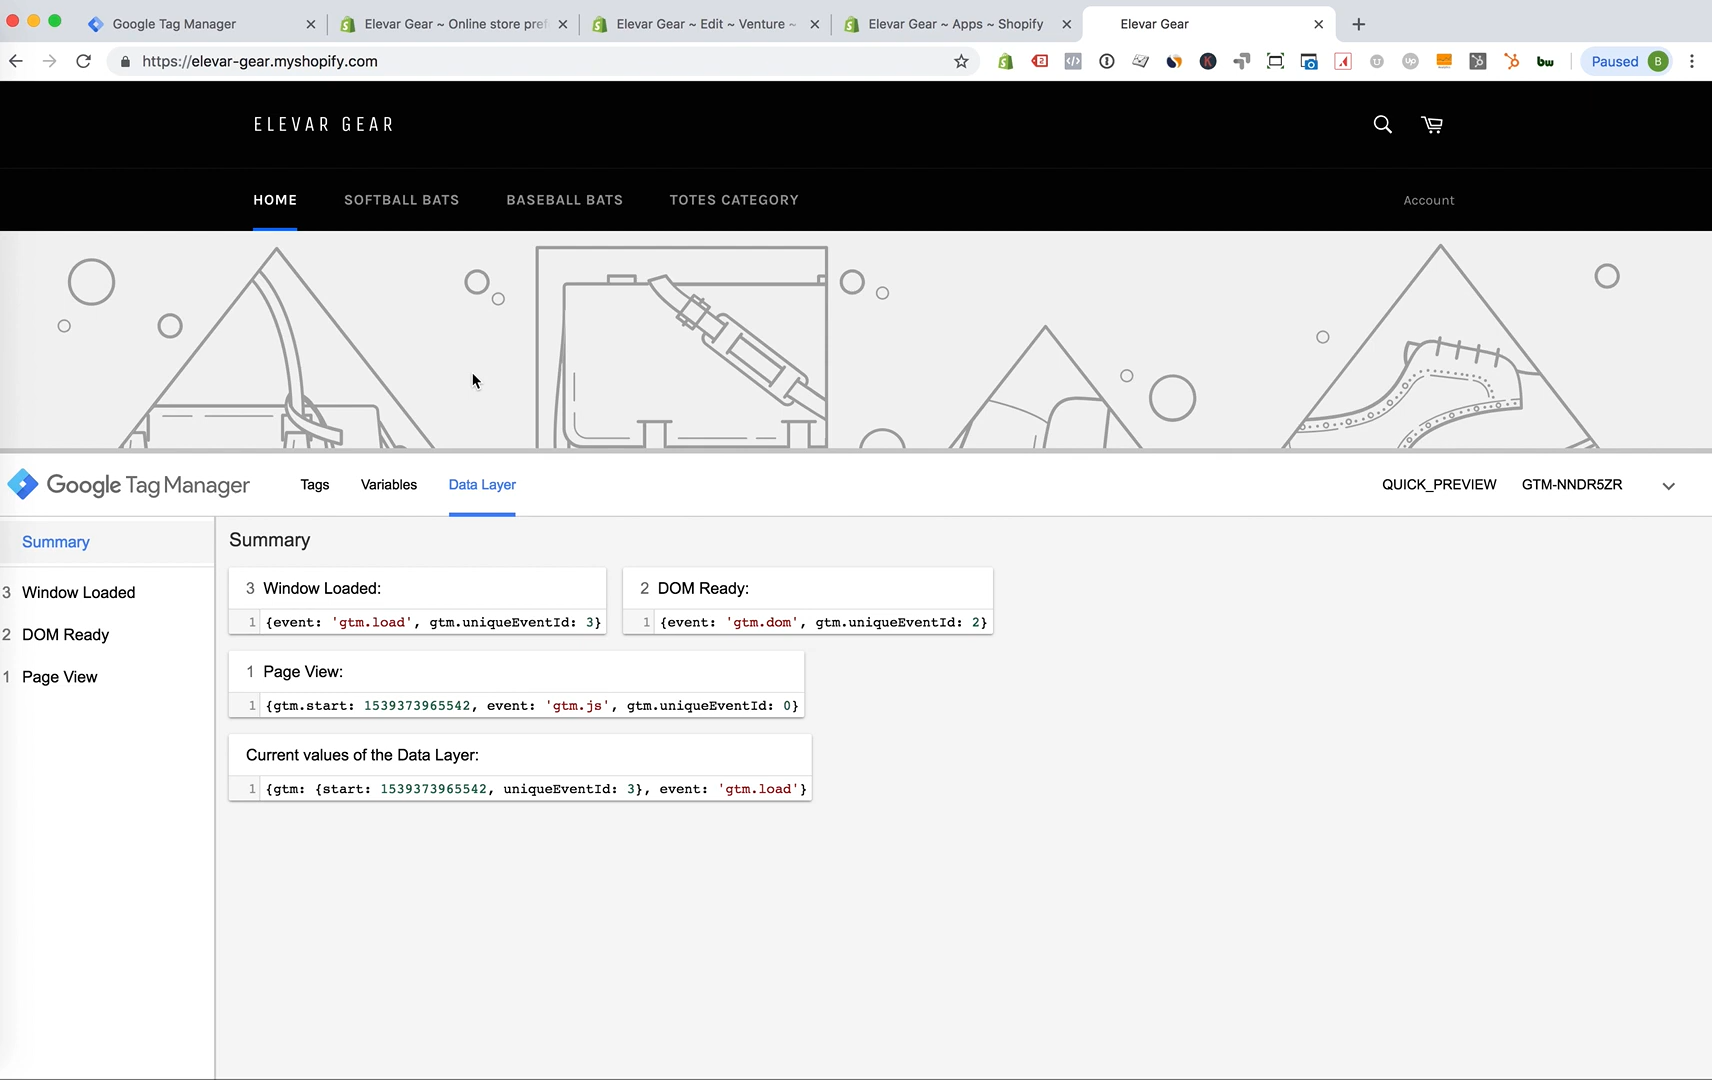 Google Tag Manager
Elevar Gear ~ Online store pref
Elevar Gear ~ Edit ~ Venture ~
Elevar Gear ~ Apps ~ Shopify
Elevar Gear
https://elevar-gear.myshopify.com
bw
Paused
B
ELEVAR GEAR
HOME
SOFTBALL BATS
BASEBALL BATS
TOTES CATEGORY
Account
Google Tag Manager
Tags
Variables
Data Layer
QUICK_PREVIEW
GTM-NNDR5ZR
Summary
3 Window Loaded
2 DOM Ready
1 Page View
Summary
3 Window Loaded:
1 {event: 'gtm.load', gtm.uniqueEventId: 3}
2 DOM Ready:
1 {event: 'gtm.dom', gtm.uniqueEventId: 2}
1 Page View:
1 {gtm.start: 1539373965542, event: 'gtm.js', gtm.uniqueEventId: 0}
Current values of the Data Layer:
1 {gtm: {start: 1539373965542, uniqueEventId: 3}, event: 'gtm.load'}